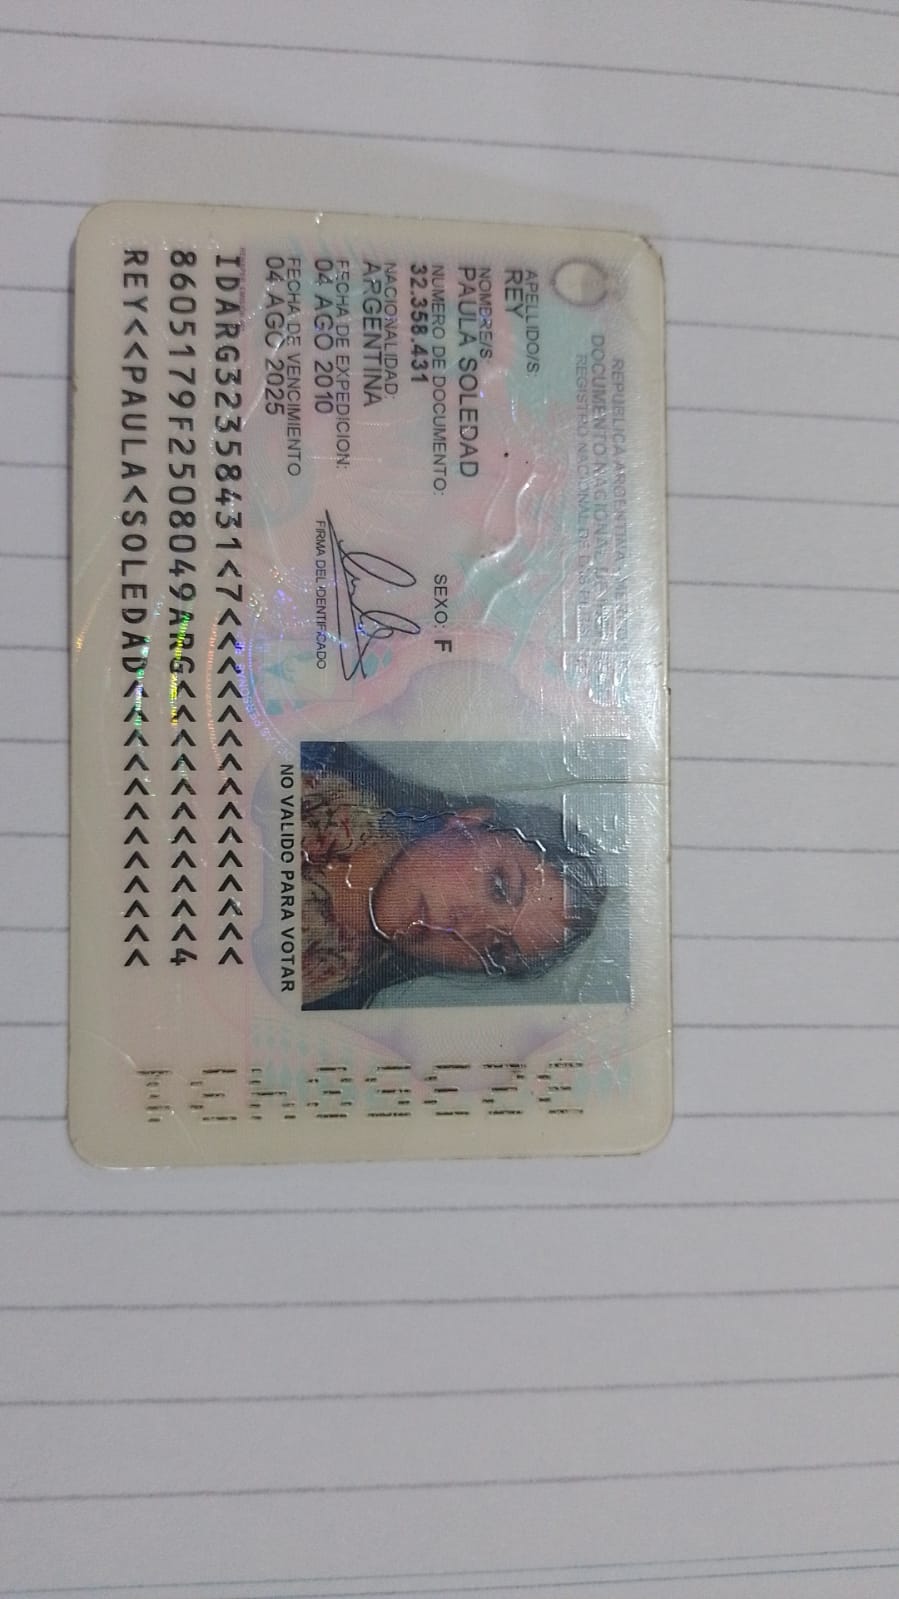 REPUBLICA ARGENTINA
DOCUMENTO NACIONAL
REGISTRO NACIONAL DE LAS
APELLIDO/S:
REY
NOMBRE/S:
PAULA SOLEDAD
NUMERO DE DOCUMENTO: SEXO: F
32.358.431
NACIONALIDAD:
ARGENTINA
FECHA DE EXPEDICION:
04 AGO 2010
FIRMA DEL IDENTIFICADO
FECHA DE VENCIMIENTO
04 AGO 2025
NO VALIDO PARA VOTAR
IDARG32358431<7<<<<<<<<<<<<<<<
8605179F2508049ARG<<<<<<<<<<<4
REY<<PAULA<SOLEDAD<<<<<<<<<<<<